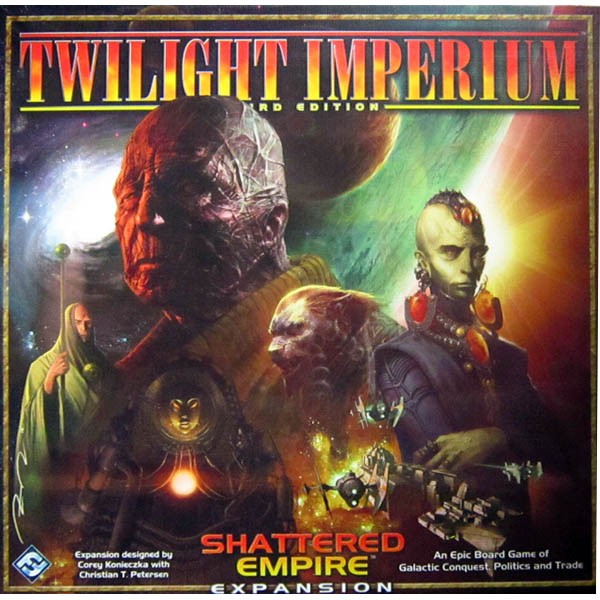 TWILIGHT IMPERIUM
RD EDITION
SHATTERED
EMPIRE™
EXPANSION
Expansion designed by
Corey Konieczka with
Christian T. Petersen
An Epic Board Game of
Galactic Conquest, Politics and Trade